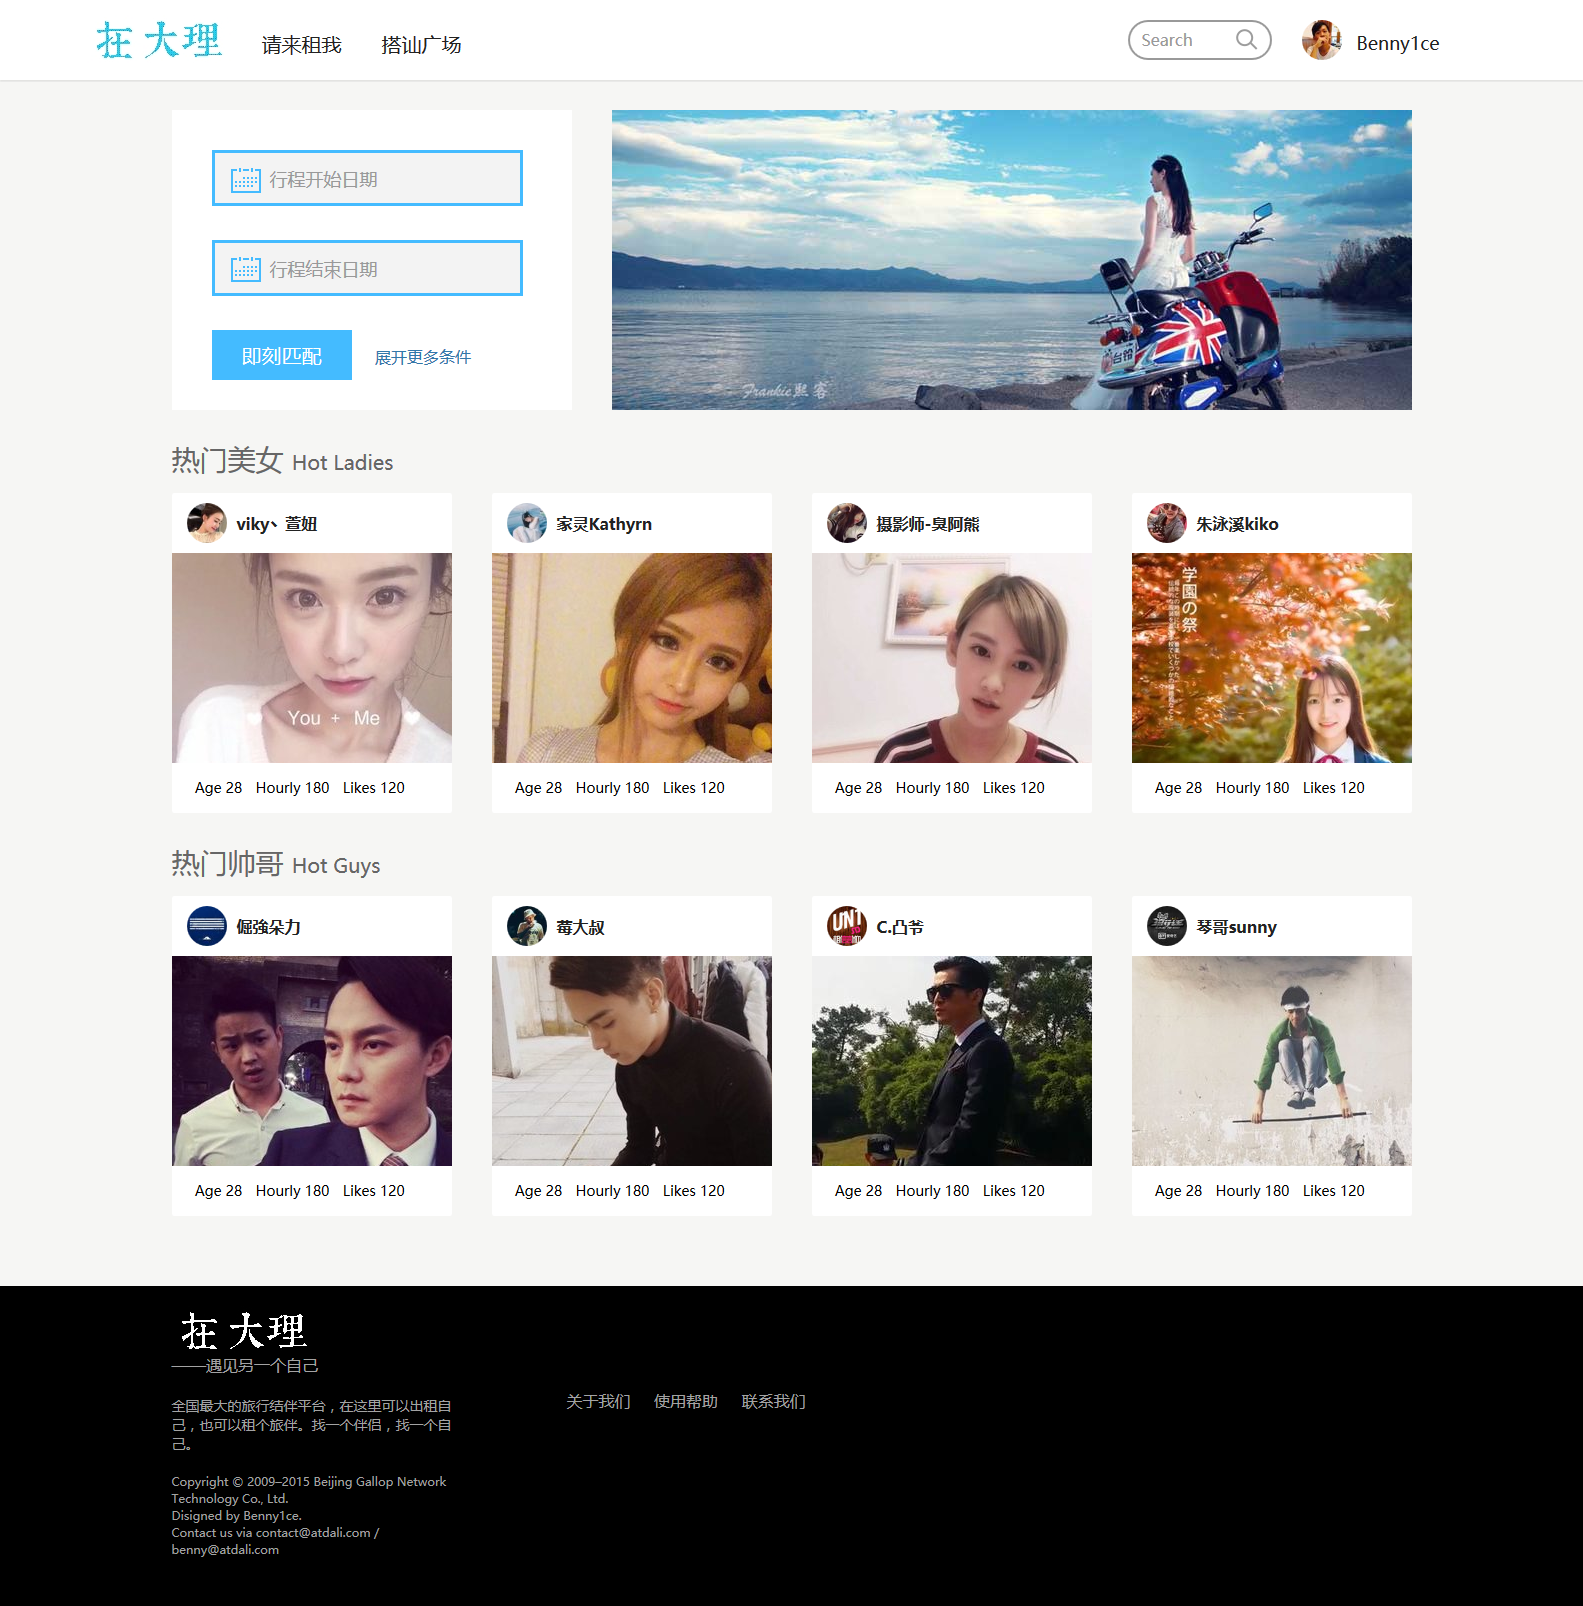 在 大理
请来租我
搭讪广场
Search
Benny1ce
行程开始日期
行程结束日期
即刻匹配
展开更多条件
台铃
Frankie熙客
热门美女 Hot Ladies
viky、萱妞
家灵Kathyrn
摄影师-臭阿熊
朱泳溪kiko
You + Me
学園の祭
Age 28 Hourly 180 Likes 120
Age 28 Hourly 180 Likes 120
Age 28 Hourly 180 Likes 120
Age 28 Hourly 180 Likes 120
热门帅哥 Hot Guys
倔強朵力
莓大叔
C.凸爷
琴哥sunny
Age 28 Hourly 180 Likes 120
Age 28 Hourly 180 Likes 120
Age 28 Hourly 180 Likes 120
Age 28 Hourly 180 Likes 120
在 大理
——遇见另一个自己
全国最大的旅行结伴平台，在这里可以出租自
己，也可以租个旅伴。找一个伴侣，找一个自
己。
关于我们
使用帮助
联系我们
Copyright © 2009–2015 Beijing Gallop Network
Technology Co., Ltd.
Disigned by Benny1ce.
Contact us via contact@atdali.com /
benny@atdali.com